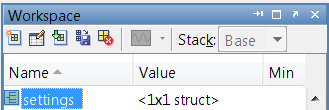 Workspace
Stack: Base
Name Value Min
settings <1x1 struct>